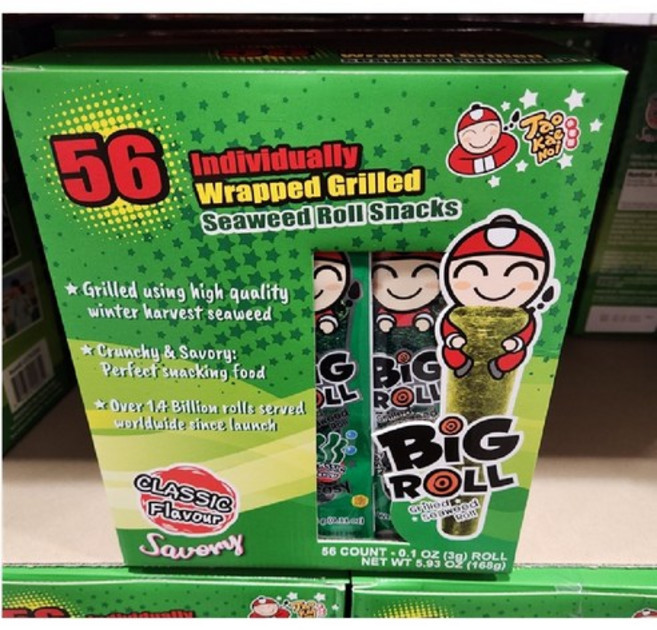 56
Individually
Wrapped Grilled
Seaweed Roll Snacks
Tao
Kae
Noi
Grilled using high quality
winter harvest seaweed
Crunchy & Savory:
Perfect snacking food
Over 1.4 Billion rolls served
worldwide since launch
CLASSIC
Flavour
Savory
BiG
ROLL
BiG
ROLL
Grilled
seaweed
Roll
56 COUNT - 0.1 OZ (3g) ROLL
NET WT 5.93 OZ (168g)
56 Individually